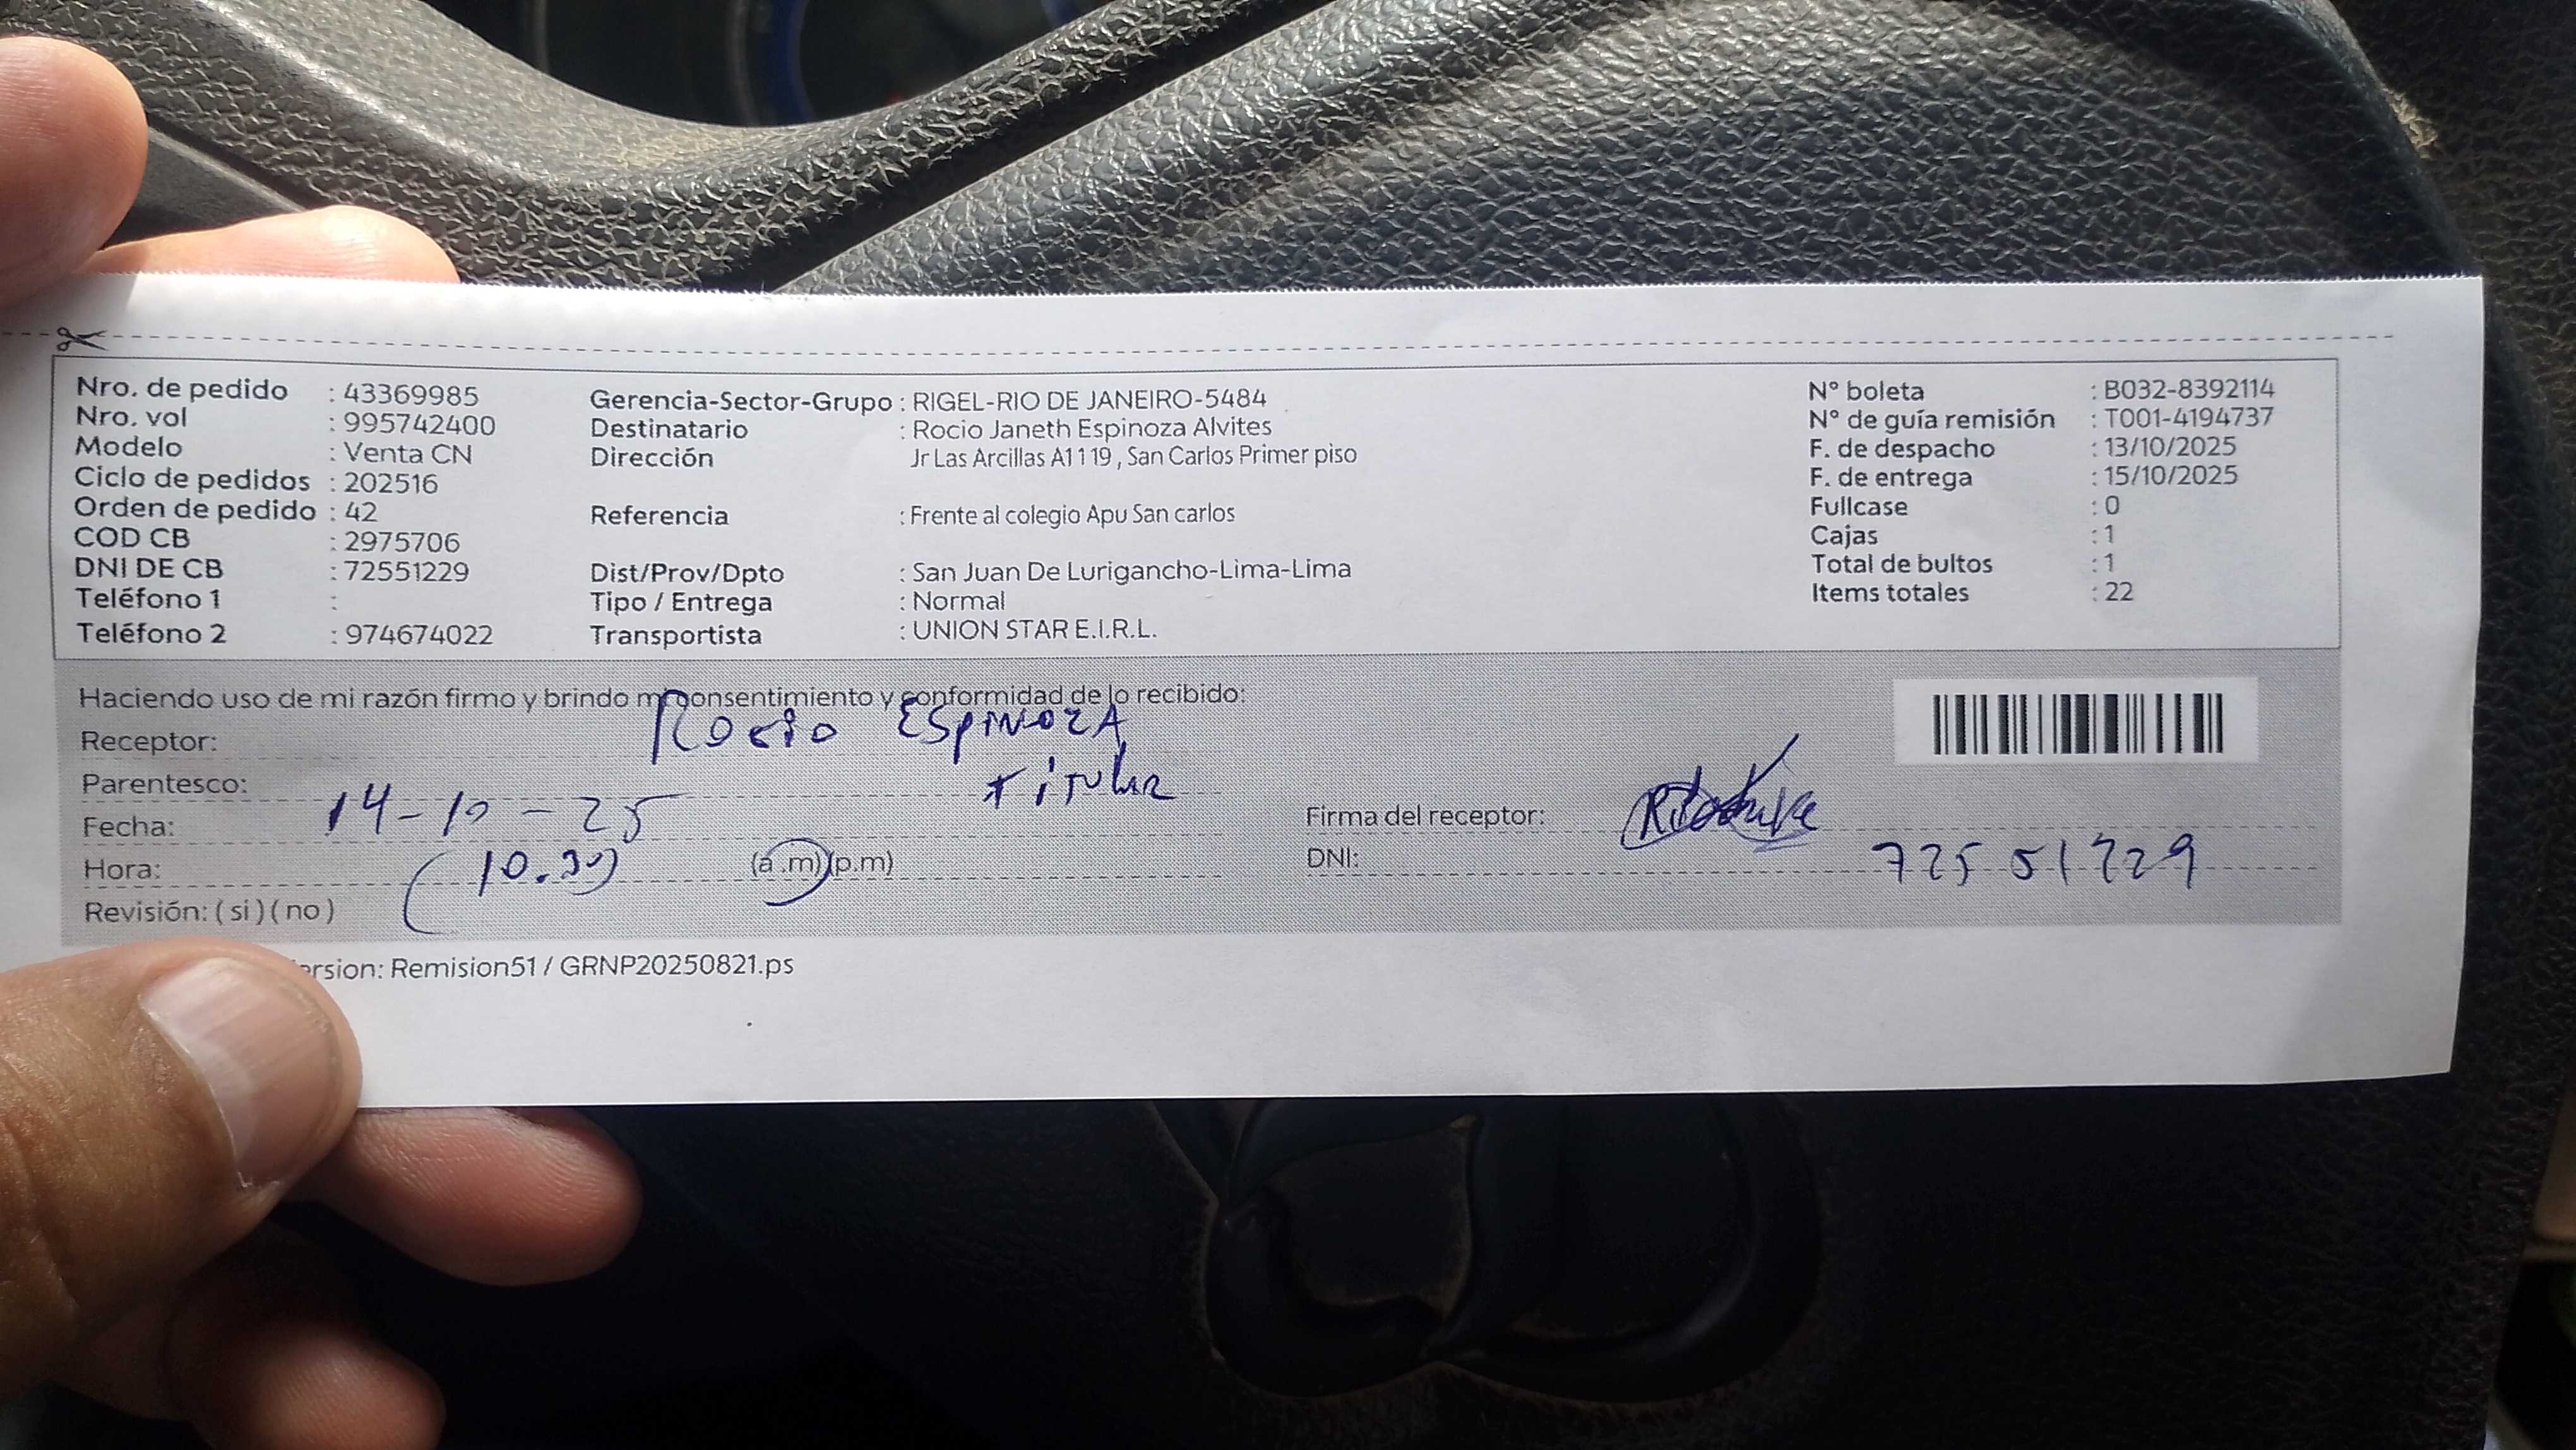 Nro. de pedido : 43369985
Nro. vol : 995742400
Modelo : Venta CN
Ciclo de pedidos : 202516
Orden de pedido : 42
COD CB : 2975706
DNI DE CB : 72551229
Teléfono 1 :
Teléfono 2 : 974674022
Gerencia-Sector-Grupo : RIGEL-RIO DE JANEIRO-5484
Destinatario : Rocio Janeth Espinoza Alvites
Dirección Jr Las Arcillas A1 119 , San Carlos Primer piso
Referencia : Frente al colegio Apu San carlos
Dist/Prov/Dpto : San Juan De Lurigancho-Lima-Lima
Tipo / Entrega : Normal
Transportista : UNION STAR E.I.R.L.
N° boleta : B032-8392114
N° de guía remisión : T001-4194737
F. de despacho : 13/10/2025
F. de entrega : 15/10/2025
Fullcase : 0
Cajas : 1
Total de bultos : 1
Items totales : 22
Haciendo uso de mi razón firmo y brindo mi consentimiento y conformidad de lo recibido:
Receptor: Rocio ESPINOZA
Parentesco: Titular
Fecha: 14-10-25
Hora: 10.30 (a.m)(p.m)
Revisión: ( si ) ( no )
Firma del receptor:
DNI: 72551229
ersion: Remision51 / GRNP20250821.ps